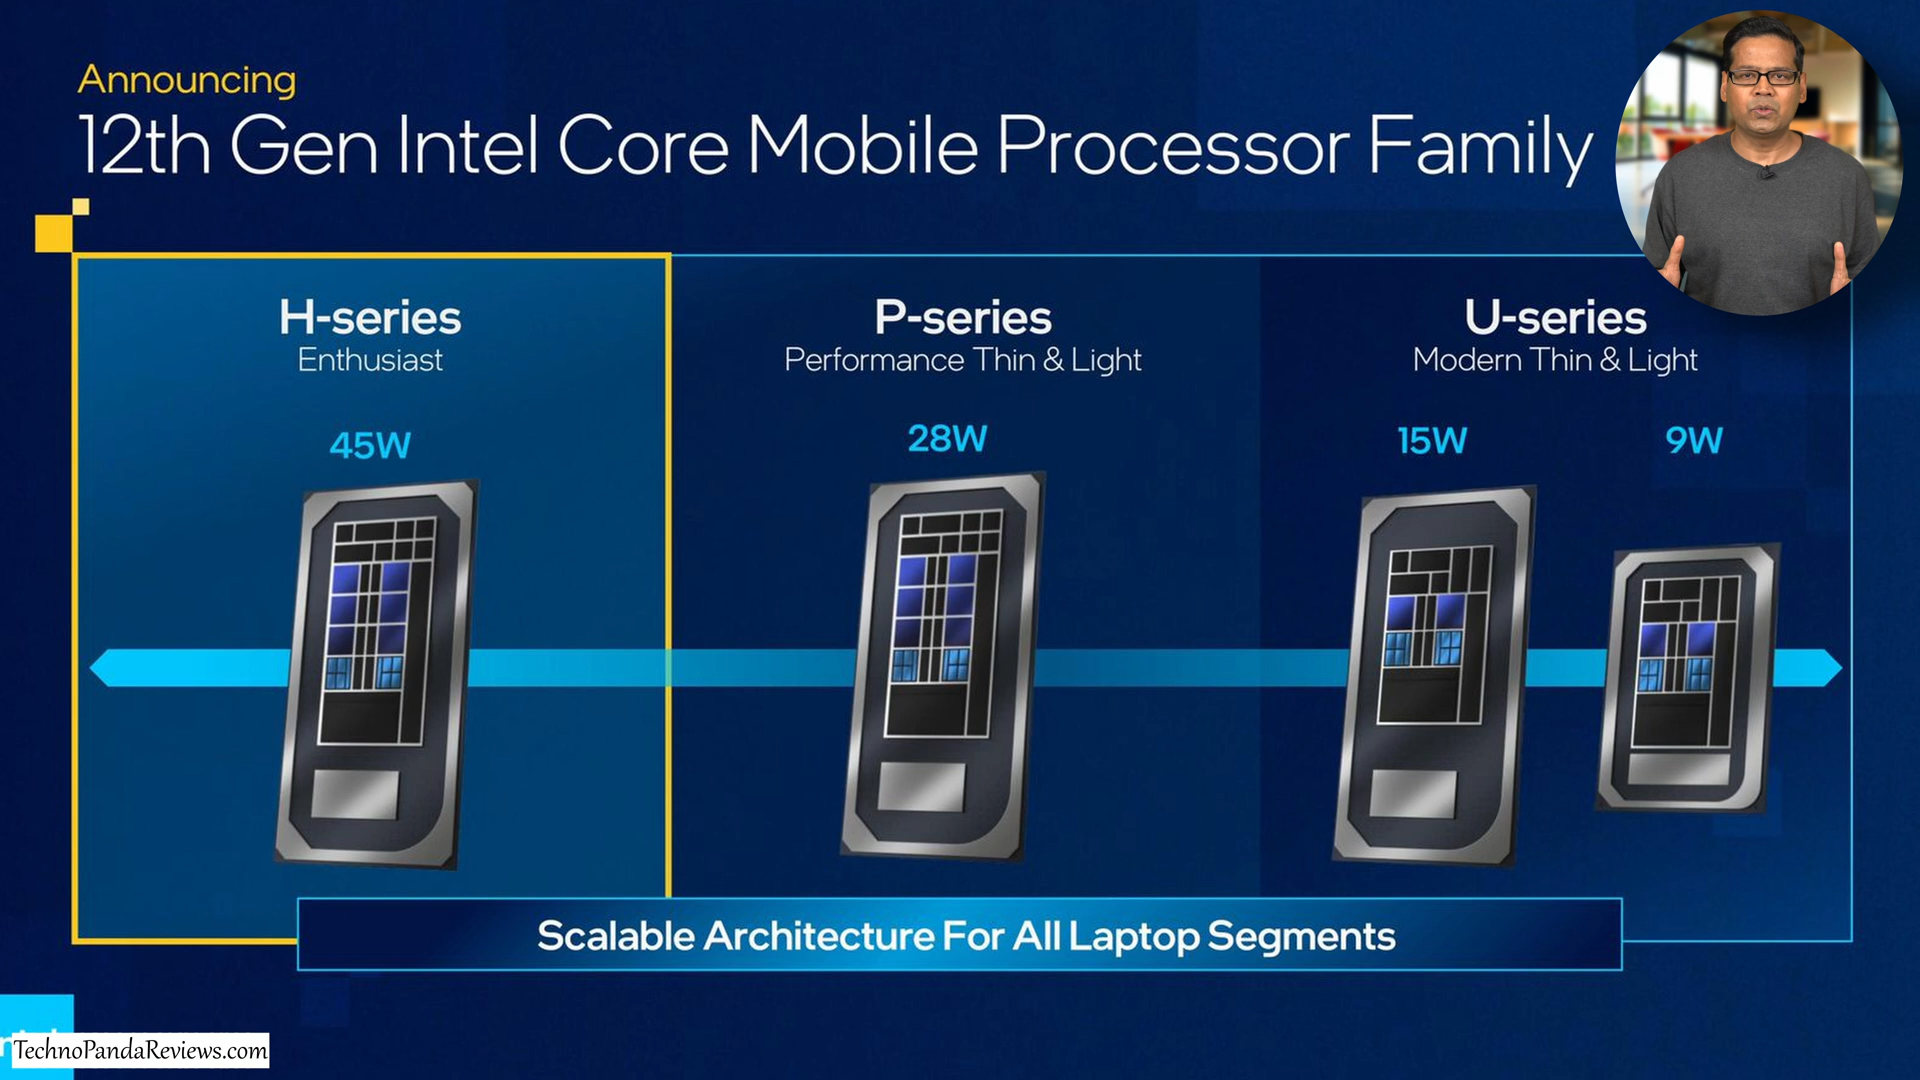 Announcing
12th Gen Intel Core Mobile Processor Family
H-series
Enthusiast
45W
P-series
Performance Thin & Light
28W
U-series
Modern Thin & Light
15W
9W
Scalable Architecture For All Laptop Segments
TechnoPandaReviews.com